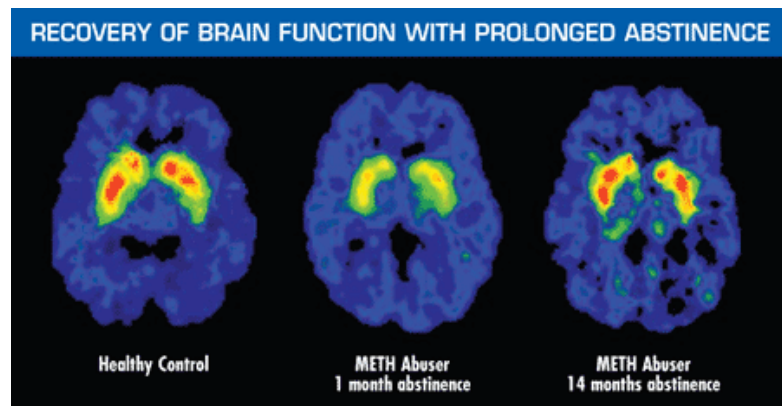 RECOVERY OF BRAIN FUNCTION WITH PROLONGED ABSTINENCE
Healthy Control
METH Abuser
1 month abstinence
METH Abuser
14 months abstinence